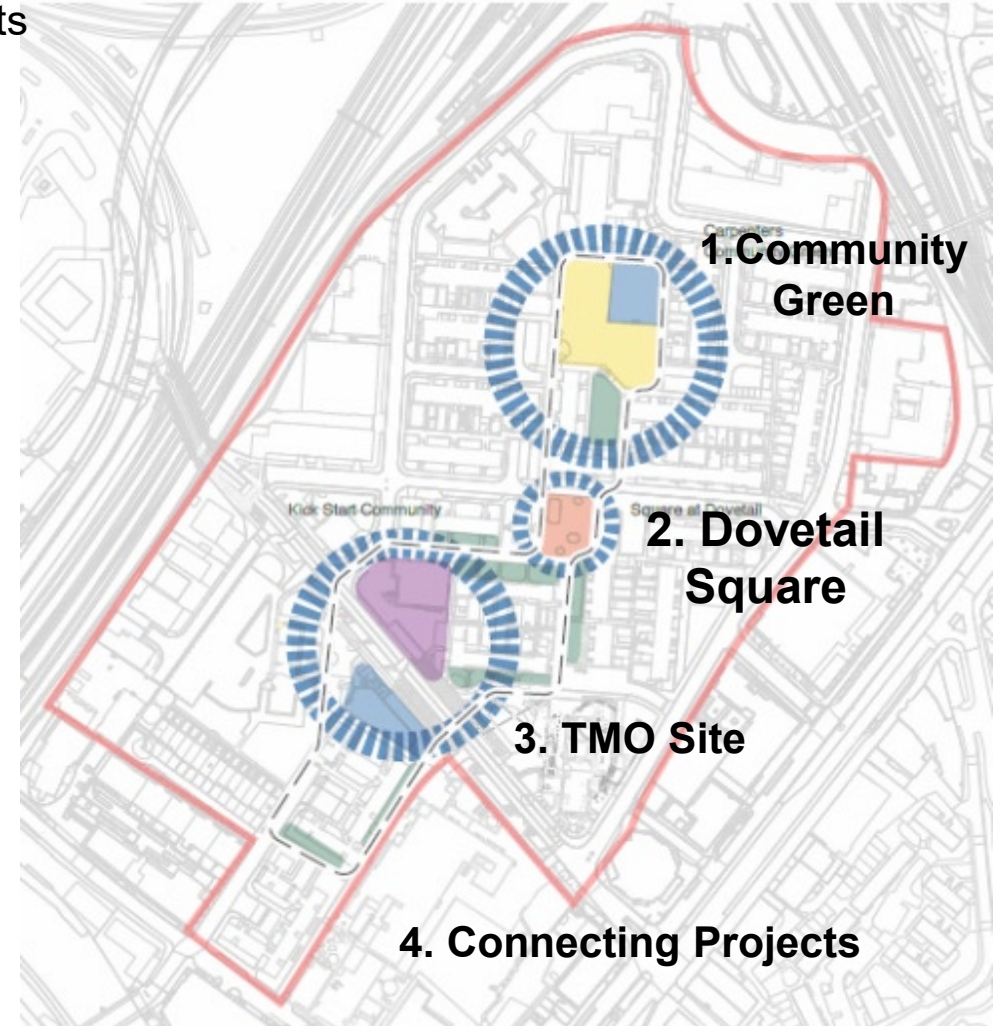 ts
Carpenters
1.Community
Green
Kick Start Community
Square at Dovetail
2. Dovetail
Square
3. TMO Site
4. Connecting Projects